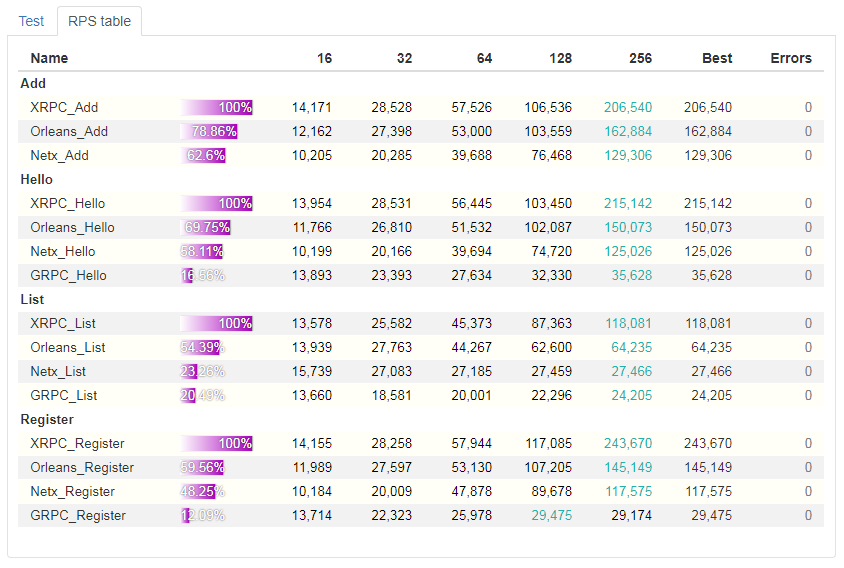 Test RPS table
Name 16 32 64 128 256 Best Errors
Add
XRPC_Add 100% 14,171 28,528 57,526 106,536 206,540 206,540 0
Orleans_Add 78.86% 12,162 27,398 53,000 103,559 162,884 162,884 0
Netx_Add 62.6% 10,205 20,285 39,688 76,468 129,306 129,306 0
Hello
XRPC_Hello 100% 13,954 28,531 56,445 103,450 215,142 215,142 0
Orleans_Hello 69.75% 11,766 26,810 51,532 102,087 150,073 150,073 0
Netx_Hello 58.11% 10,199 20,166 39,694 74,720 125,026 125,026 0
GRPC_Hello 16.56% 13,893 23,393 27,634 32,330 35,628 35,628 0
List
XRPC_List 100% 13,578 25,582 45,373 87,363 118,081 118,081 0
Orleans_List 54.39% 13,939 27,763 44,267 62,600 64,235 64,235 0
Netx_List 23.26% 15,739 27,083 27,185 27,459 27,466 27,466 0
GRPC_List 20.49% 13,660 18,581 20,001 22,296 24,205 24,205 0
Register
XRPC_Register 100% 14,155 28,258 57,944 117,085 243,670 243,670 0
Orleans_Register 59.56% 11,989 27,597 53,130 107,205 145,149 145,149 0
Netx_Register 48.25% 10,184 20,009 47,878 89,678 117,575 117,575 0
GRPC_Register 12.09% 13,714 22,323 25,978 29,475 29,174 29,475 0